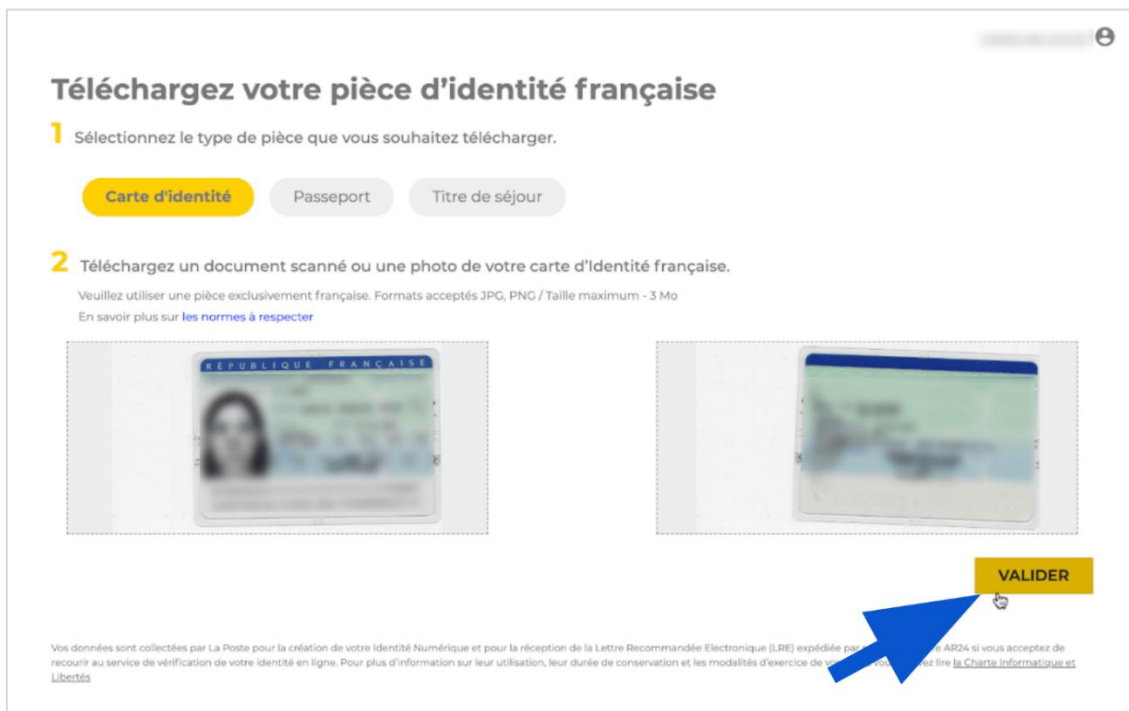 Téléchargez votre pièce d'identité française
1 Sélectionnez le type de pièce que vous souhaitez télécharger.
Carte d'identité Passeport Titre de séjour
2 Téléchargez un document scanné ou une photo de votre carte d'Identité française.
Veuillez utiliser une pièce exclusivement française. Formats acceptés JPG, PNG / Taille maximum - 3 Mo
En savoir plus sur les normes à respecter
RÉPUBLIQUE FRANÇAISE
VALIDER
Vos données sont collectées par La Poste pour la création de votre Identité Numérique et pour la réception de la Lettre Recommandée Electronique (LRE) expédiée par AR24 si vous acceptez de
recourir au service de vérification de votre identité en ligne. Pour plus d'information sur leur utilisation, leur durée de conservation et les modalités d'exercice de lire la Charte Informatique et
Libertés